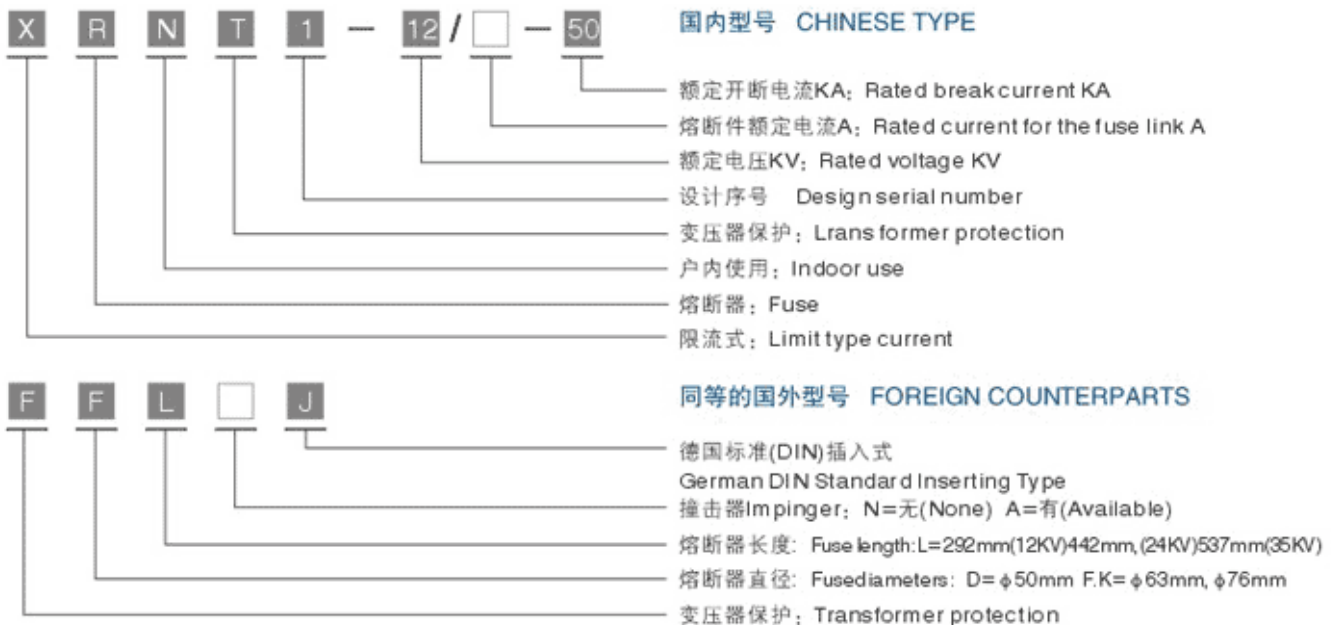 X R N T 1 — 12 / □ — 50
国内型号 CHINESE TYPE
额定开断电流KA; Rated break current KA
熔断件额定电流A; Rated current for the fuse link A
额定电压KV; Rated voltage KV
设计序号 Design serial number
变压器保护; Lrans former protection
户内使用; Indoor use
熔断器; Fuse
限流式; Limit type current
F F L □ J
同等的国外型号 FOREIGN COUNTERPARTS
德国标准(DIN)插入式
German DIN Standard Inserting Type
撞击器Impinger; N=无(None) A=有(Available)
熔断器长度: Fuse length:L=292mm(12KV)442mm,(24KV)537mm(35KV)
熔断器直径: Fusediameters: D=ϕ50mm F.K=ϕ63mm, ϕ76mm
变压器保护; Transformer protection